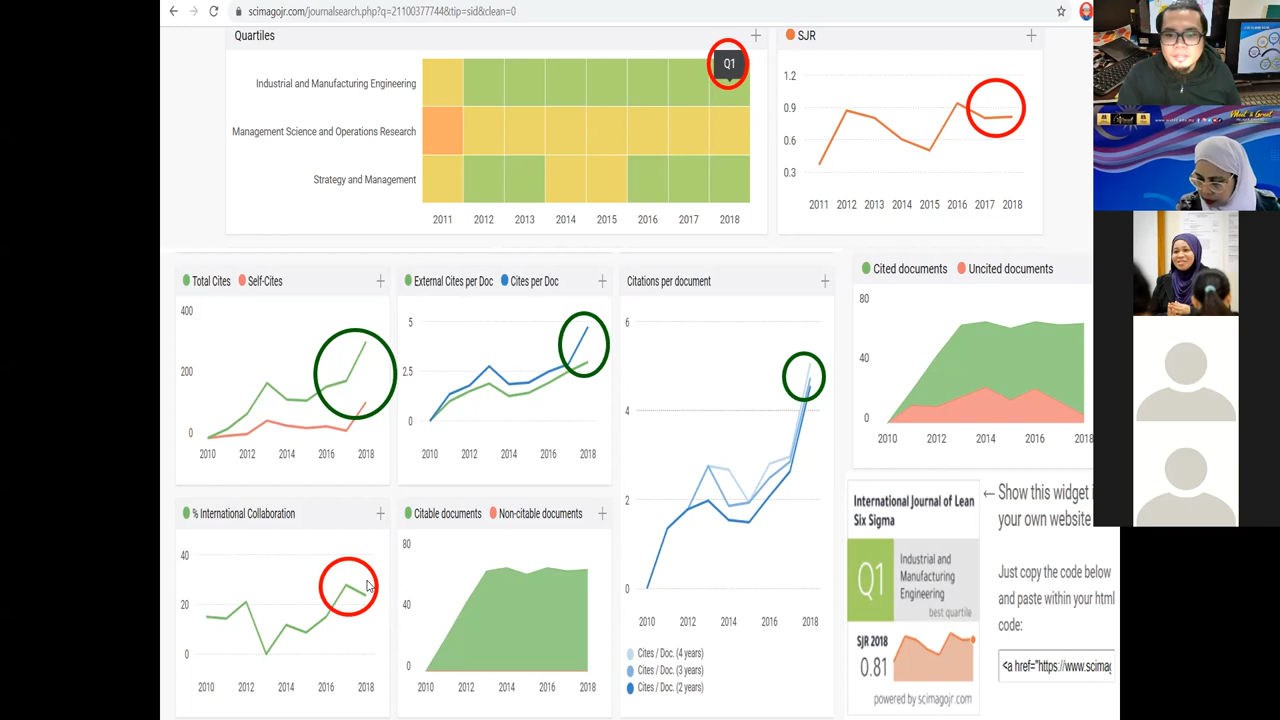 scimagojr.com/journalsearch.php?q=21100377744&tip=sid&clean=0
Quartiles
Q1
Industrial and Manufacturing Engineering
Management Science and Operations Research
Strategy and Management
2011 2012 2013 2014 2015 2016 2017 2018
SJR
1.2
0.9
0.6
0.3
2011 2012 2013 2014 2015 2016 2017 2018
Total Cites Self-Cites
400
200
0
2010 2012 2014 2016 2018
External Cites per Doc Cites per Doc
5
2.5
0
2010 2012 2014 2016 2018
Citations per document
6
4
2
0
2010 2012 2014 2016 2018
Cites / Doc. (4 years)
Cites / Doc. (3 years)
Cites / Doc. (2 years)
Cited documents Uncited documents
80
40
0
2010 2012 2014 2016 2018
% International Collaboration
40
20
0
2010 2012 2014 2016 2018
Citable documents Non-citable documents
80
40
0
2010 2012 2014 2016 2018
International Journal of Lean
Six Sigma
Q1
Industrial and
Manufacturing
Engineering
best quartile
SJR 2018
0.81
powered by scimagojr.com
← Show this widget i
your own website
Just copy the code below
and paste within your html
code:
<a href="https://www.scimag